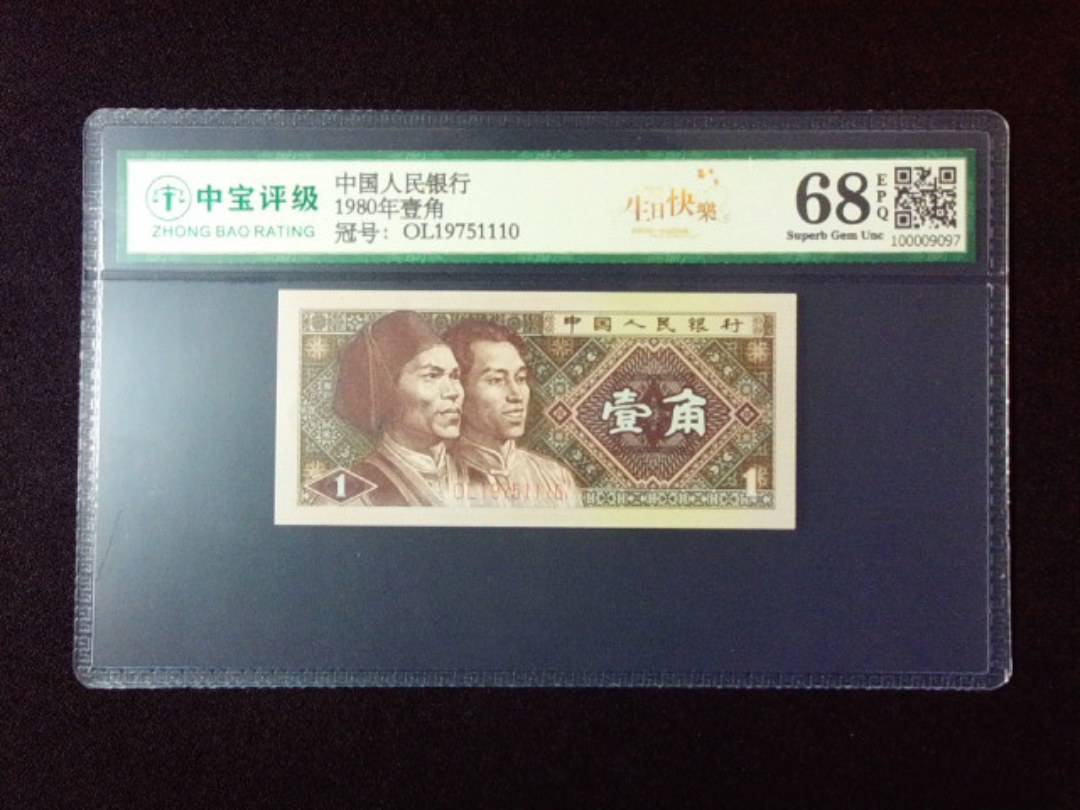 中宝评级
ZHONG BAO RATING
中国人民银行
1980年壹角
冠号：OL19751110
生日快樂
68
EPQ
Superb Gem Unc
100009097
中国人民银行
壹角
1
1